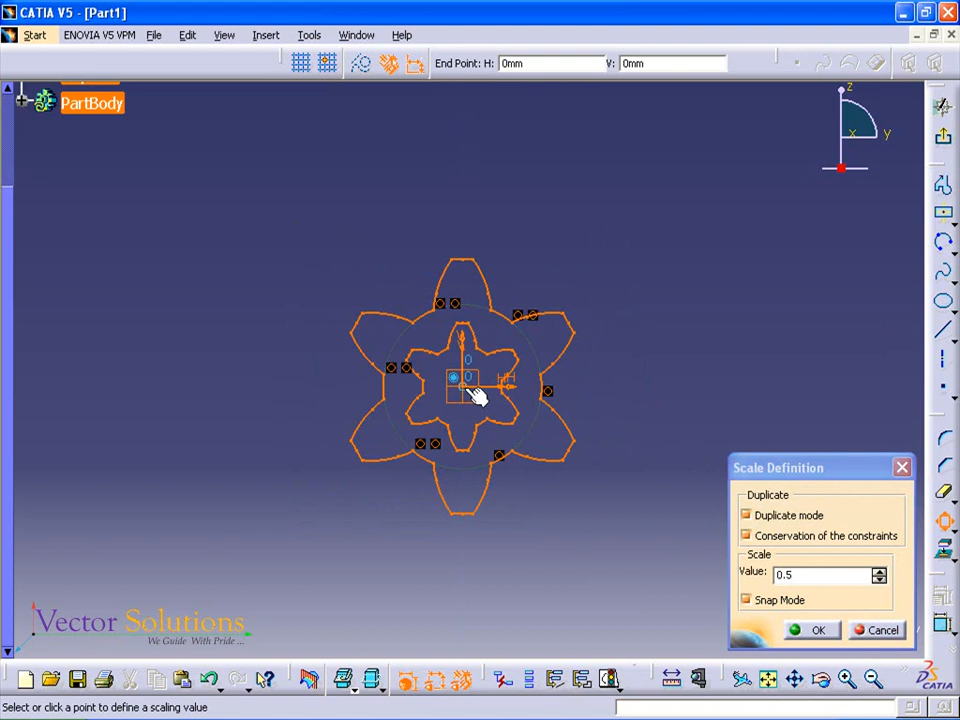 CATIA V5 - [Part1]
Start ENOVIA V5 VPM File Edit View Insert Tools Window Help
End Point: H: 0mm V: 0mm
PartBody
z
x y
V
0
0
H H
Scale Definition
Duplicate
Duplicate mode
Conservation of the constraints
Scale
Value: 0.5
Snap Mode
OK Cancel
Vector Solutions
We Guide With Pride ...
CATIA
Select or click a point to define a scaling value